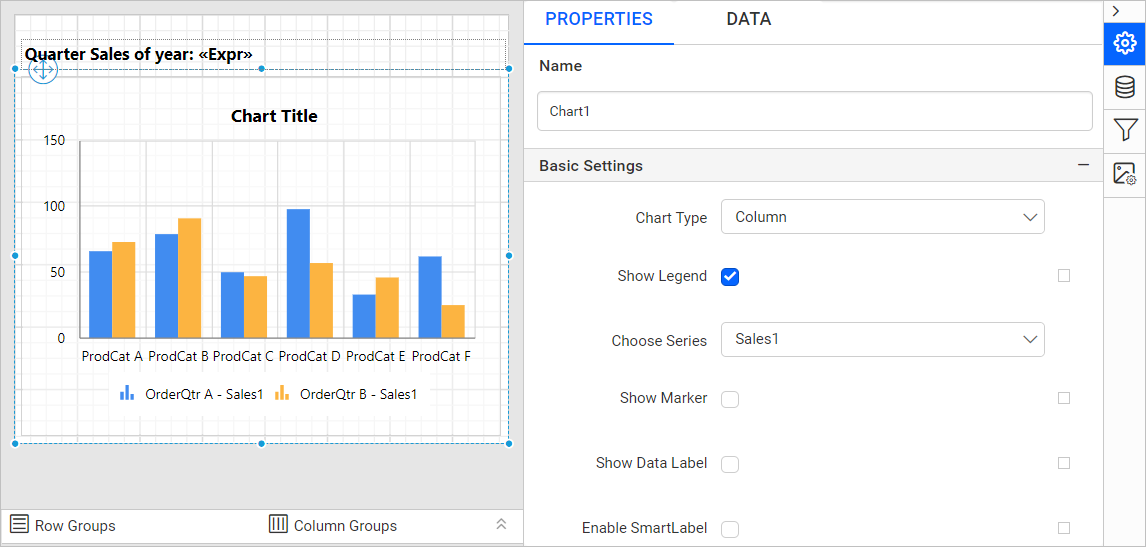 Quarter Sales of year: «Expr»
Chart Title
150
100
50
0
ProdCat A ProdCat B ProdCat C ProdCat D ProdCat E ProdCat F
OrderQtr A - Sales1 OrderQtr B - Sales1
Row Groups Column Groups
PROPERTIES DATA
Name
Chart1
Basic Settings
Chart Type Column
Show Legend
Choose Series Sales1
Show Marker
Show Data Label
Enable SmartLabel